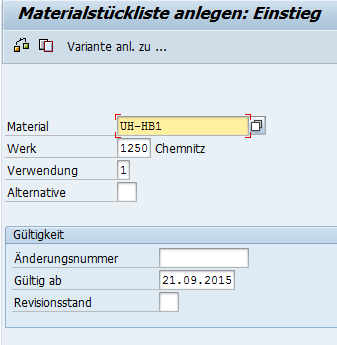 Materialstückliste anlegen: Einstieg
Variante anl. zu ...
Material UH-HB1
Werk 1250 Chemnitz
Verwendung 1
Alternative
Gültigkeit
Änderungsnummer
Gültig ab 21.09.2015
Revisionsstand